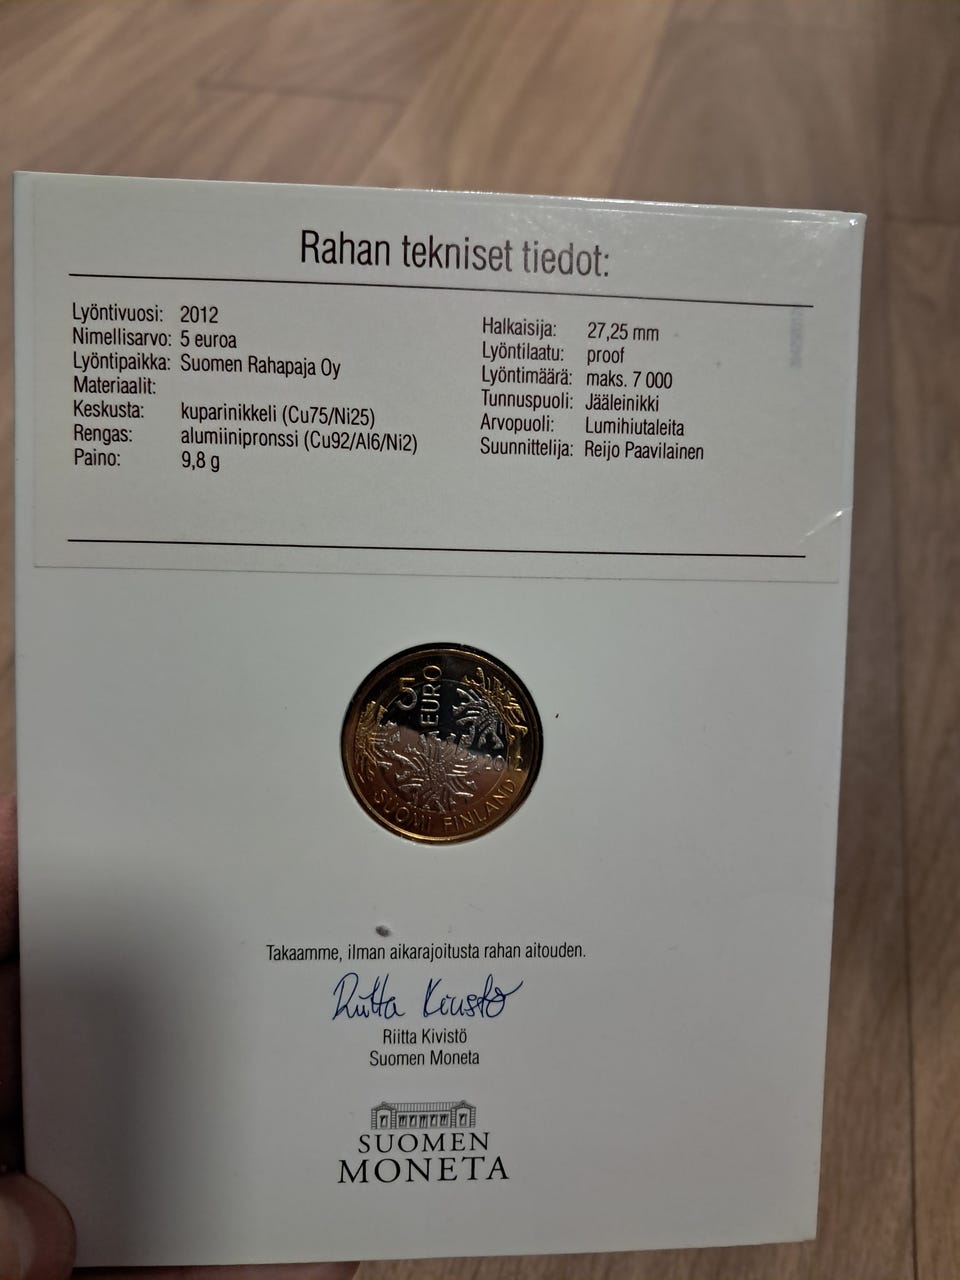 Rahan tekniset tiedot:
Lyöntivuosi: 2012
Nimellisarvo: 5 euroa
Lyöntipaikka: Suomen Rahapaja Oy
Materiaalit:
Keskusta: kuparinikkeli (Cu75/Ni25)
Rengas: alumiinipronssi (Cu92/Al6/Ni2)
Paino: 9,8 g
Halkaisija: 27,25 mm
Lyöntilaatu: proof
Lyöntimäärä: maks. 7 000
Tunnuspuoli: Jääleinikki
Arvopuoli: Lumihiutaleita
Suunnittelija: Reijo Paavilainen
5
EURO
2012
SUOMI FINLAND
Takaamme, ilman aikarajoitusta rahan aitouden.
Riitta Kivistö
Riitta Kivistö
Suomen Moneta
SUOMEN
MONETA